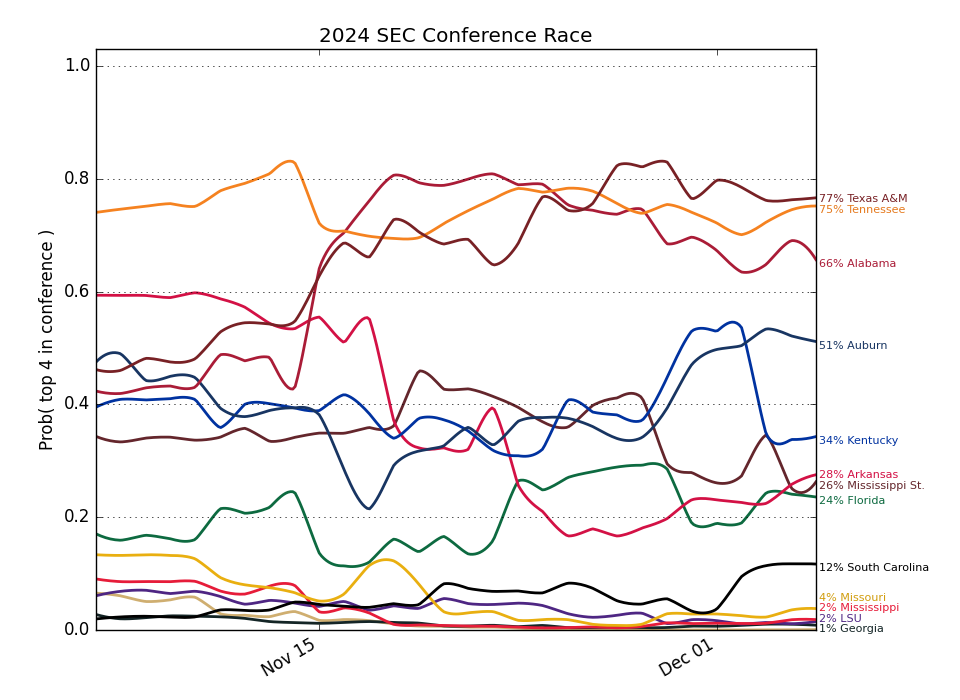 2024 SEC Conference Race
Prob( top 4 in conference )
1.0
0.8
0.6
0.4
0.2
0.0
Nov 15
Dec 01
77% Texas A&M
75% Tennessee
66% Alabama
51% Auburn
34% Kentucky
28% Arkansas
26% Mississippi St.
24% Florida
12% South Carolina
4% Missouri
2% Mississippi
2% LSU
1% Georgia